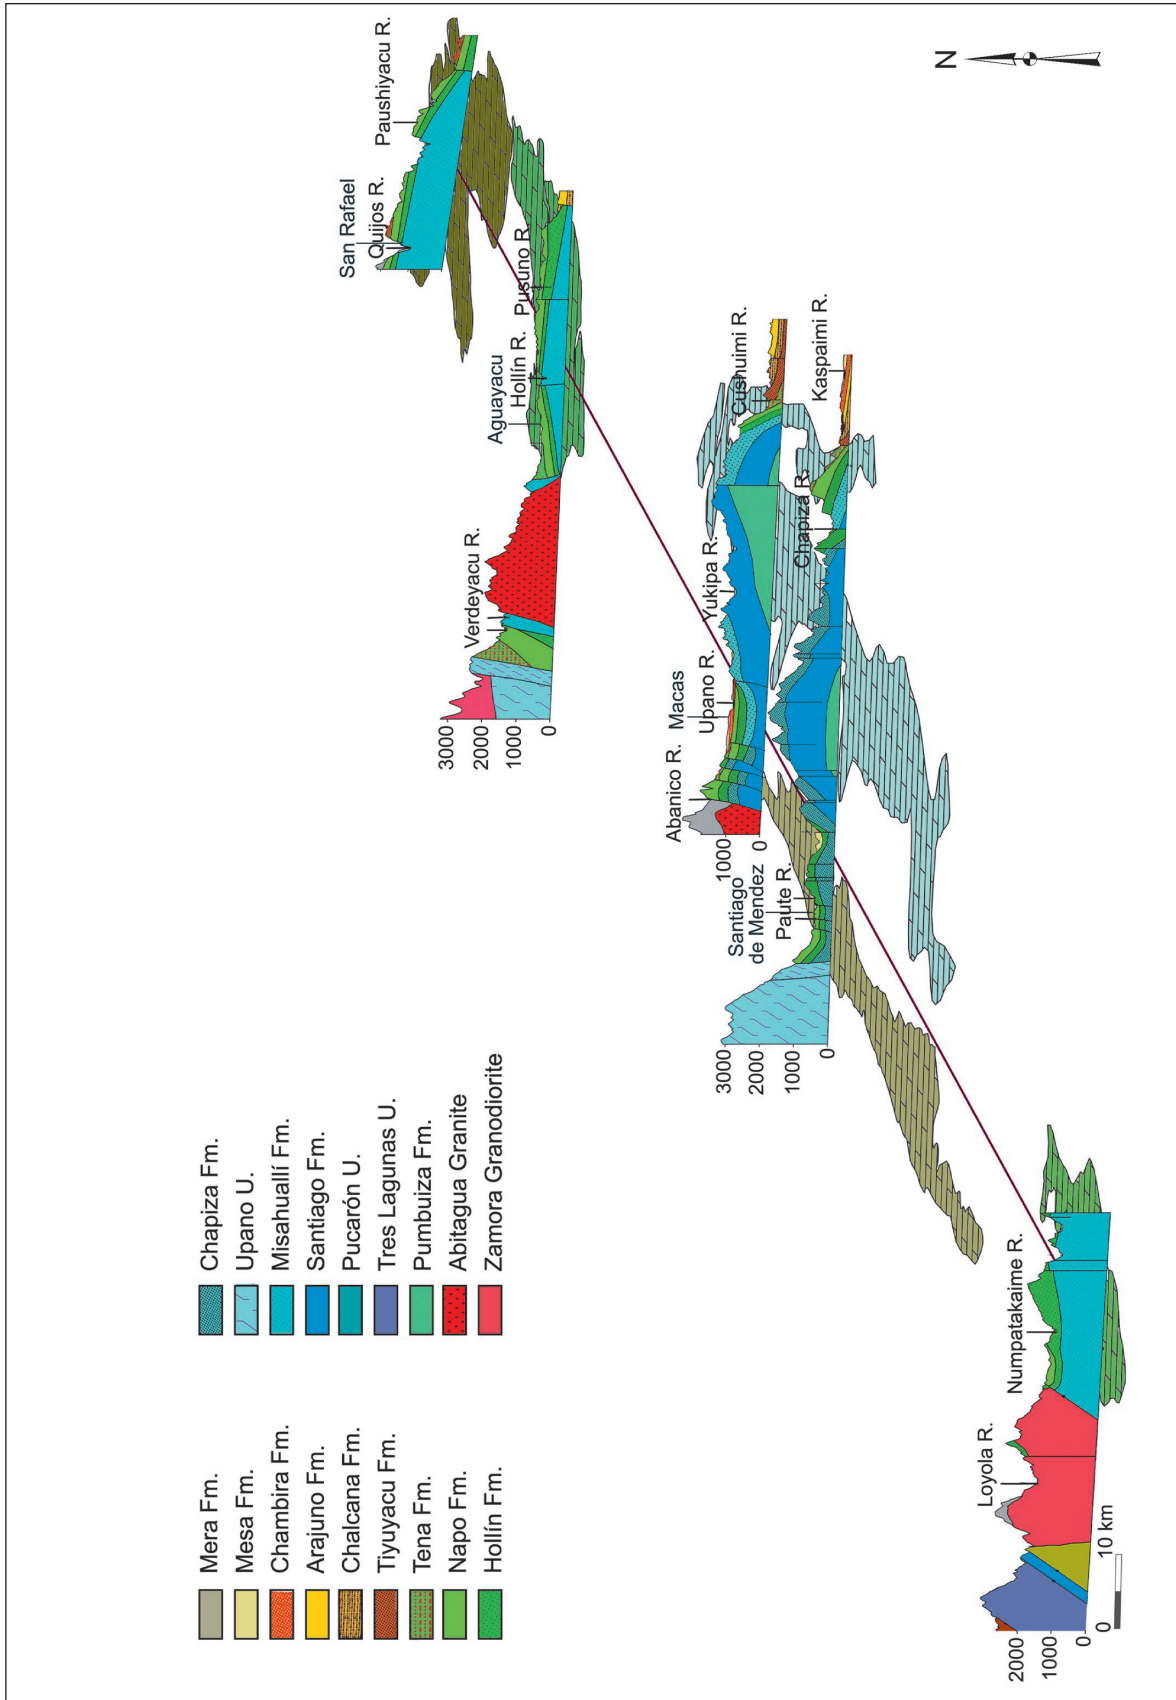 N
Paushiyacu R.
San Rafael
Quijos R.
Pusuno R
Aguayacu
Hollín R.
Verdeyacu R.
3000
2000
1000
0
Cushuimi R.
Yukipa R.
Macas
Upano R.
Abanico R.
1000
0
Kaspaimi R.
Chapiza R.
Santiago
de Mendez
Paute R.
3000
2000
1000
0
Numpatakaime R.
Loyola R.
2000
1000
0
0
10 km
Mera Fm.
Mesa Fm.
Chambira Fm.
Arajuno Fm.
Chalcana Fm.
Tiyuyacu Fm.
Tena Fm.
Napo Fm.
Hollín Fm.
Chapiza Fm.
Upano U.
Misahuallí Fm.
Santiago Fm.
Pucarón U.
Tres Lagunas U.
Pumbuiza Fm.
Abitagua Granite
Zamora Granodiorite